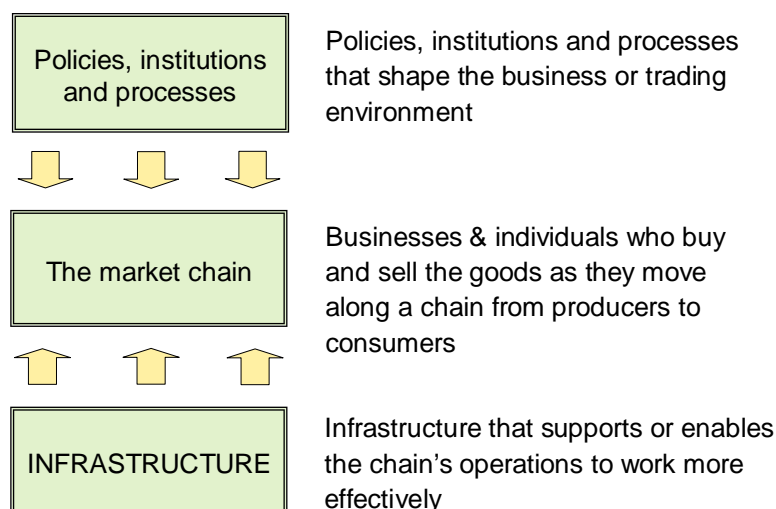 Policies, institutions
and processes
Policies, institutions and processes
that shape the business or trading
environment
The market chain
Businesses & individuals who buy
and sell the goods as they move
along a chain from producers to
consumers
INFRASTRUCTURE
Infrastructure that supports or enables
the chain’s operations to work more
effectively